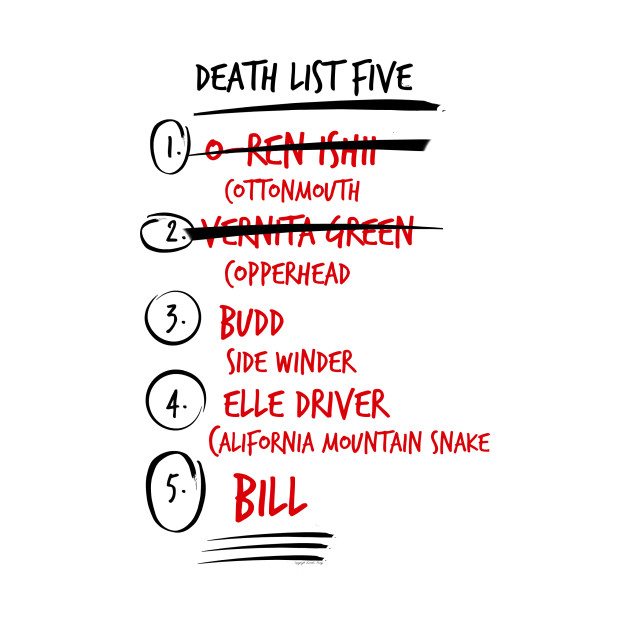 DEATH LIST FIVE
1. O-REN ISHII
COTTONMOUTH
2. VERNITA GREEN
COPPERHEAD
3. BUDD
SIDE WINDER
4. ELLE DRIVER
CALIFORNIA MOUNTAIN SNAKE
5. BILL